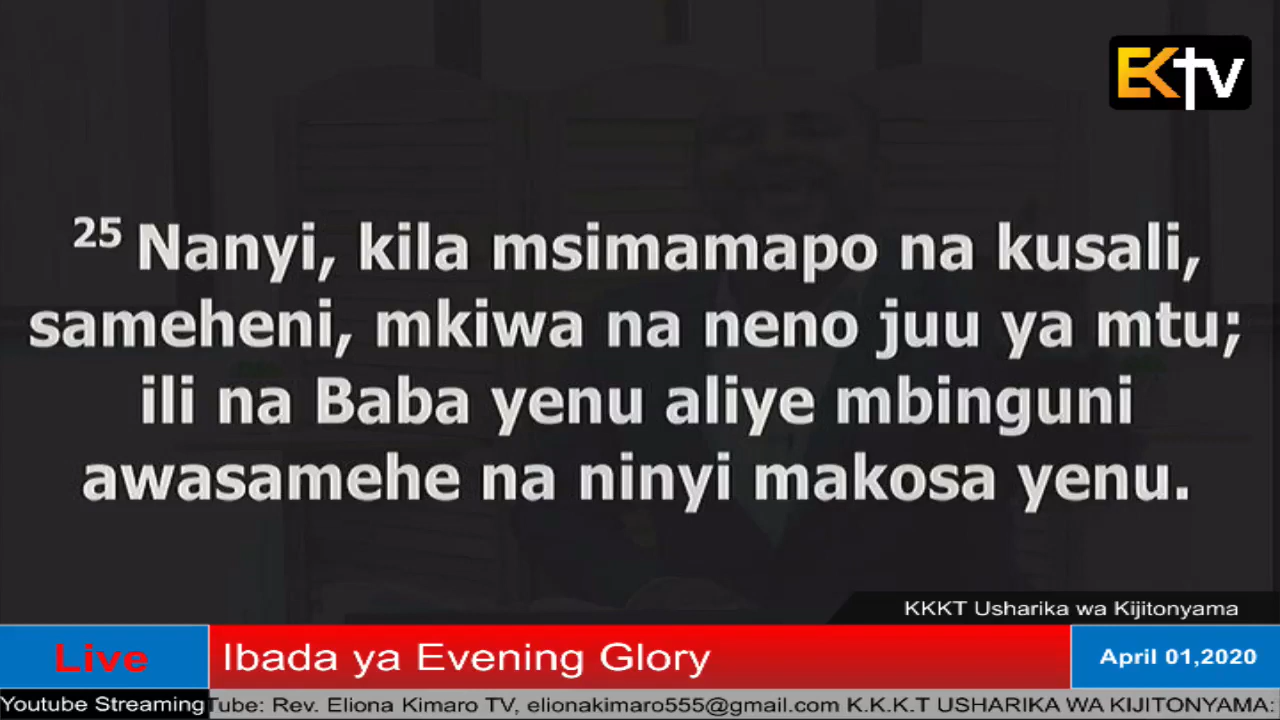 EKTV
25 Nanyi, kila msimamapo na kusali,
sameheni, mkiwa na neno juu ya mtu;
ili na Baba yenu aliye mbinguni
awasamehe na ninyi makosa yenu.
KKKT Usharika wa Kijitonyama
Live
Ibada ya Evening Glory
April 01,2020
Youtube Streaming
Tube: Rev. Eliona Kimaro TV, elionakimaro555@gmail.com K.K.K.T USHARIKA WA KIJITONYAMA: